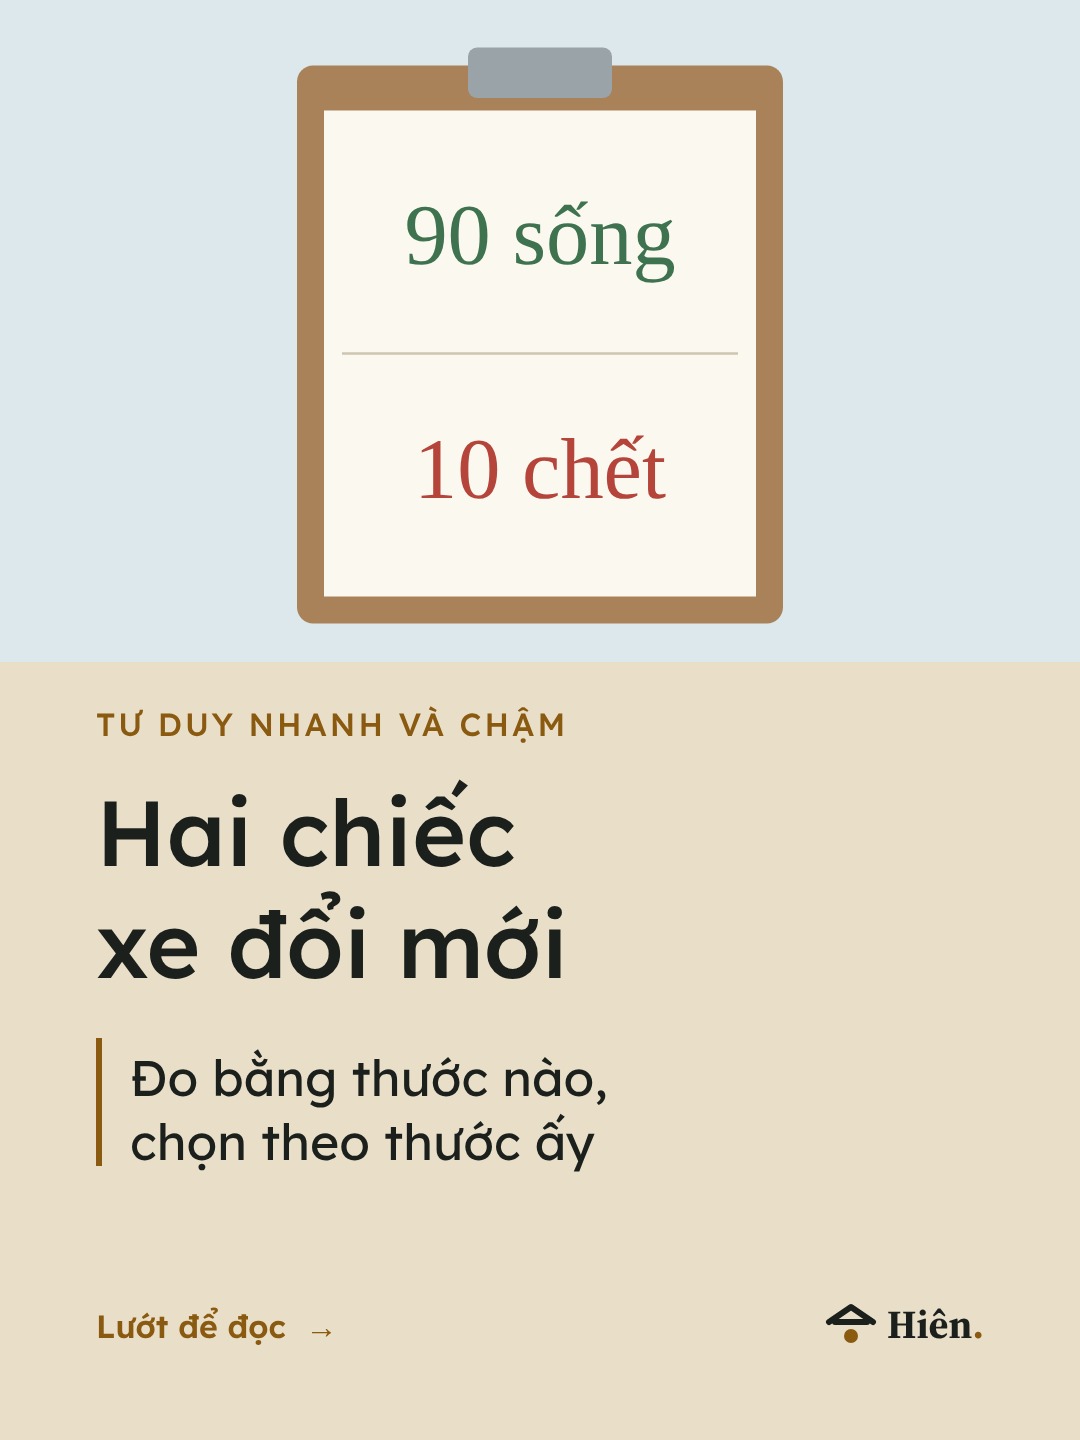 90 sống
10 chết
TƯ DUY NHANH VÀ CHẬM
Hai chiếc
xe đổi mới
Đo bằng thước nào,
chọn theo thước ấy
Lướt để đọc →
Hiên.